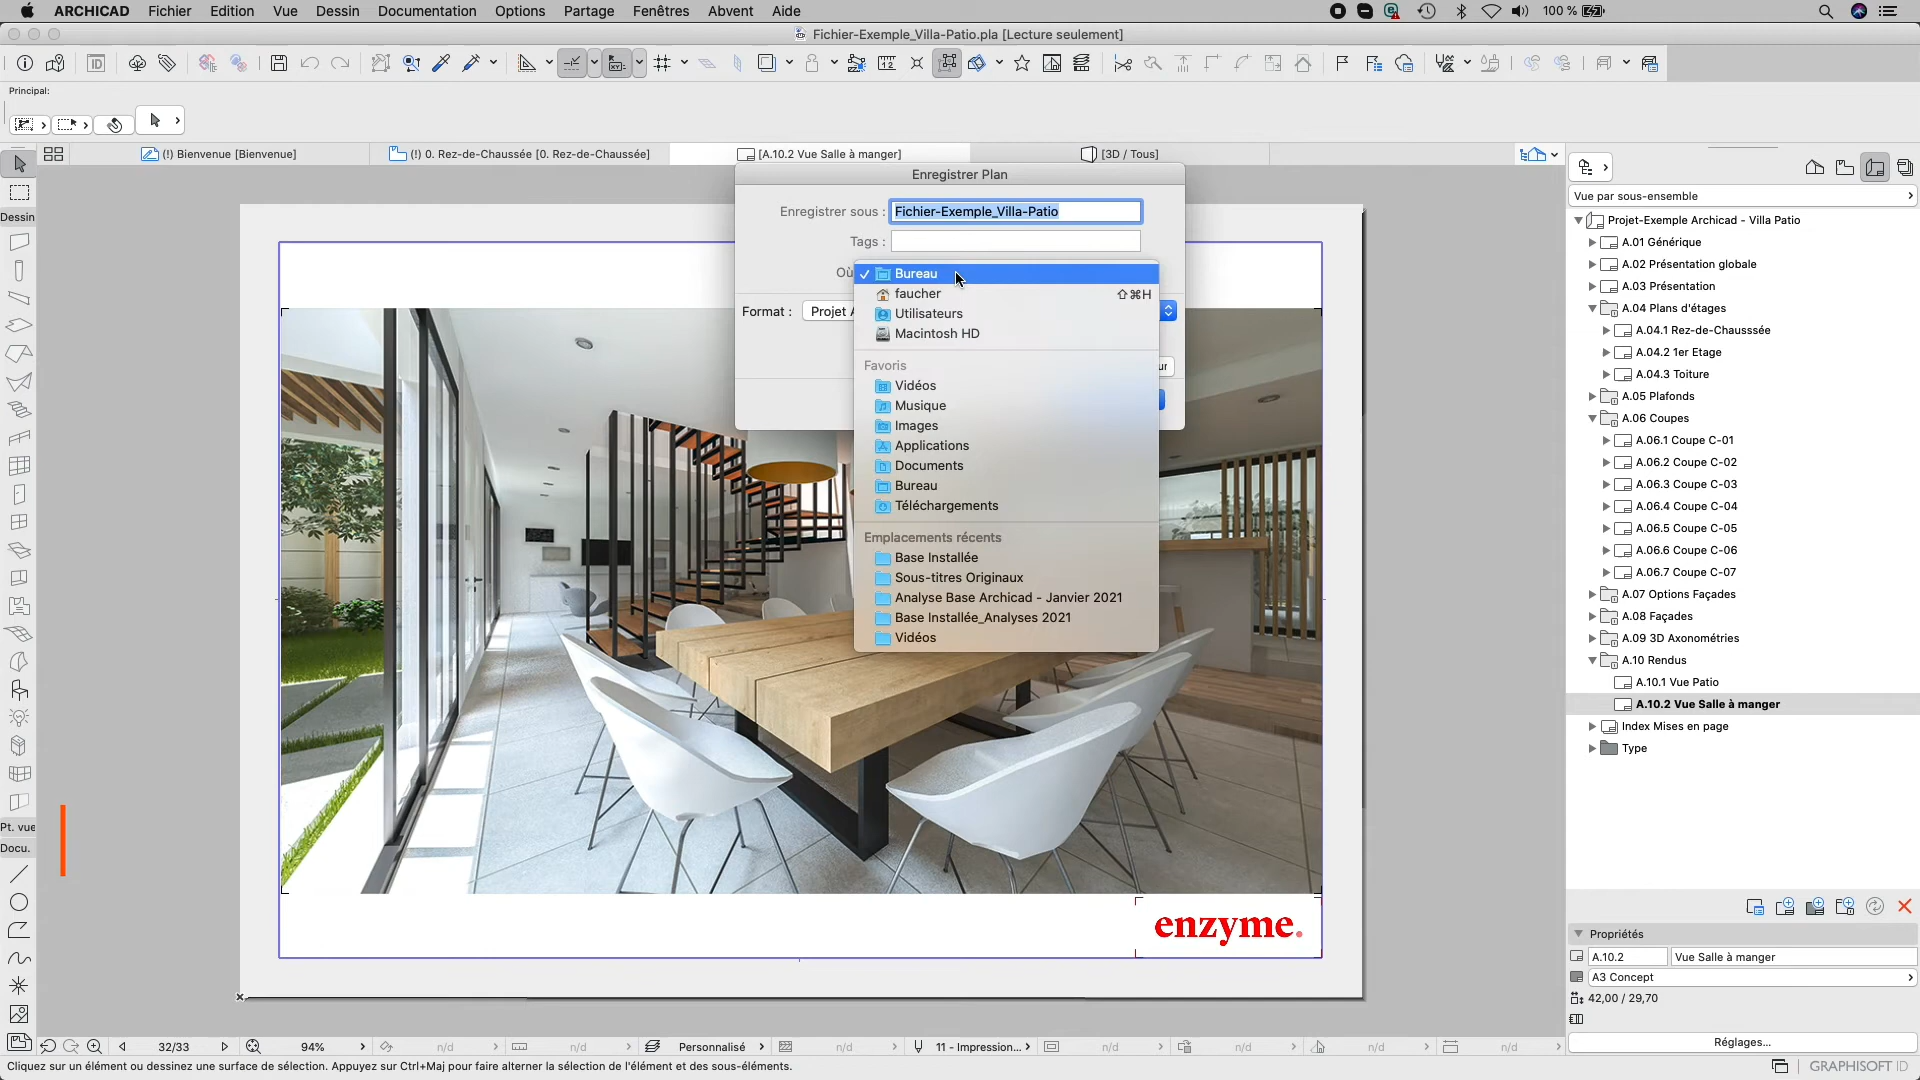 ARCHICAD Fichier Edition Vue Dessin Documentation Options Partage Fenêtres Abvent Aide 100 %
Fichier-Exemple_Villa-Patio.pla [Lecture seulement]
Principal:
(!) Bienvenue [Bienvenue] (!) 0. Rez-de-Chaussée [0. Rez-de-Chaussée] [A.10.2 Vue Salle à manger] [3D / Tous]
Enregistrer Plan
Enregistrer sous : Fichier-Exemple_Villa-Patio
Tags :
Où
Bureau
faucher ⇧⌘H
Utilisateurs
Macintosh HD
Format : Projet A
ur
Favoris
Vidéos
Musique
Images
Applications
Documents
Bureau
Téléchargements
Emplacements récents
Base Installée
Sous-titres Originaux
Analyse Base Archicad - Janvier 2021
Base Installée_Analyses 2021
Vidéos
enzyme.
Dessin
Pt. vue
Docu.
Vue par sous-ensemble
Projet-Exemple Archicad - Villa Patio
A.01 Générique
A.02 Présentation globale
A.03 Présentation
A.04 Plans d'étages
A.04.1 Rez-de-Chausssée
A.04.2 1er Etage
A.04.3 Toiture
A.05 Plafonds
A.06 Coupes
A.06.1 Coupe C-01
A.06.2 Coupe C-02
A.06.3 Coupe C-03
A.06.4 Coupe C-04
A.06.5 Coupe C-05
A.06.6 Coupe C-06
A.06.7 Coupe C-07
A.07 Options Façades
A.08 Façades
A.09 3D Axonométries
A.10 Rendus
A.10.1 Vue Patio
A.10.2 Vue Salle à manger
Index Mises en page
Type
Propriétés
A.10.2 Vue Salle à manger
A3 Concept
42,00 / 29,70
Réglages...
32/33 94% n/d n/d Personnalisé n/d 11 - Impression... n/d n/d n/d n/d
Cliquez sur un élément ou dessinez une surface de sélection. Appuyez sur Ctrl+Maj pour faire alterner la sélection de l'élément et des sous-éléments.
GRAPHISOFT ID